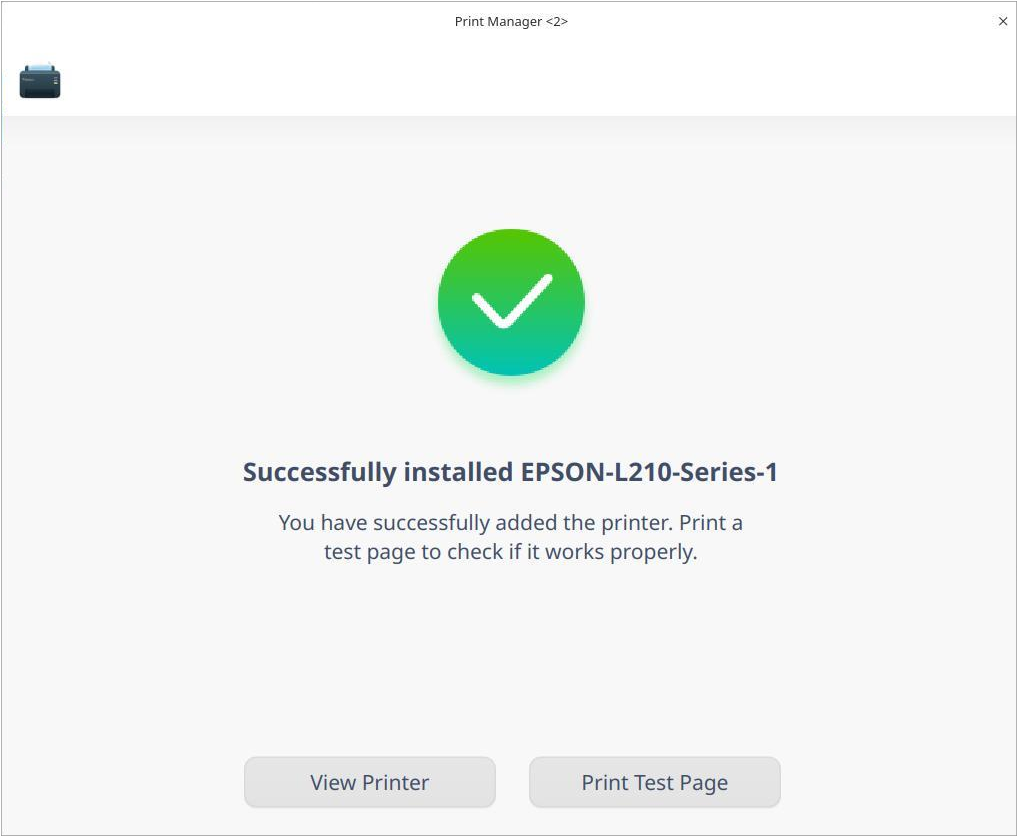 Print Manager <2>
Successfully installed EPSON-L210-Series-1
You have successfully added the printer. Print a
test page to check if it works properly.
View Printer
Print Test Page